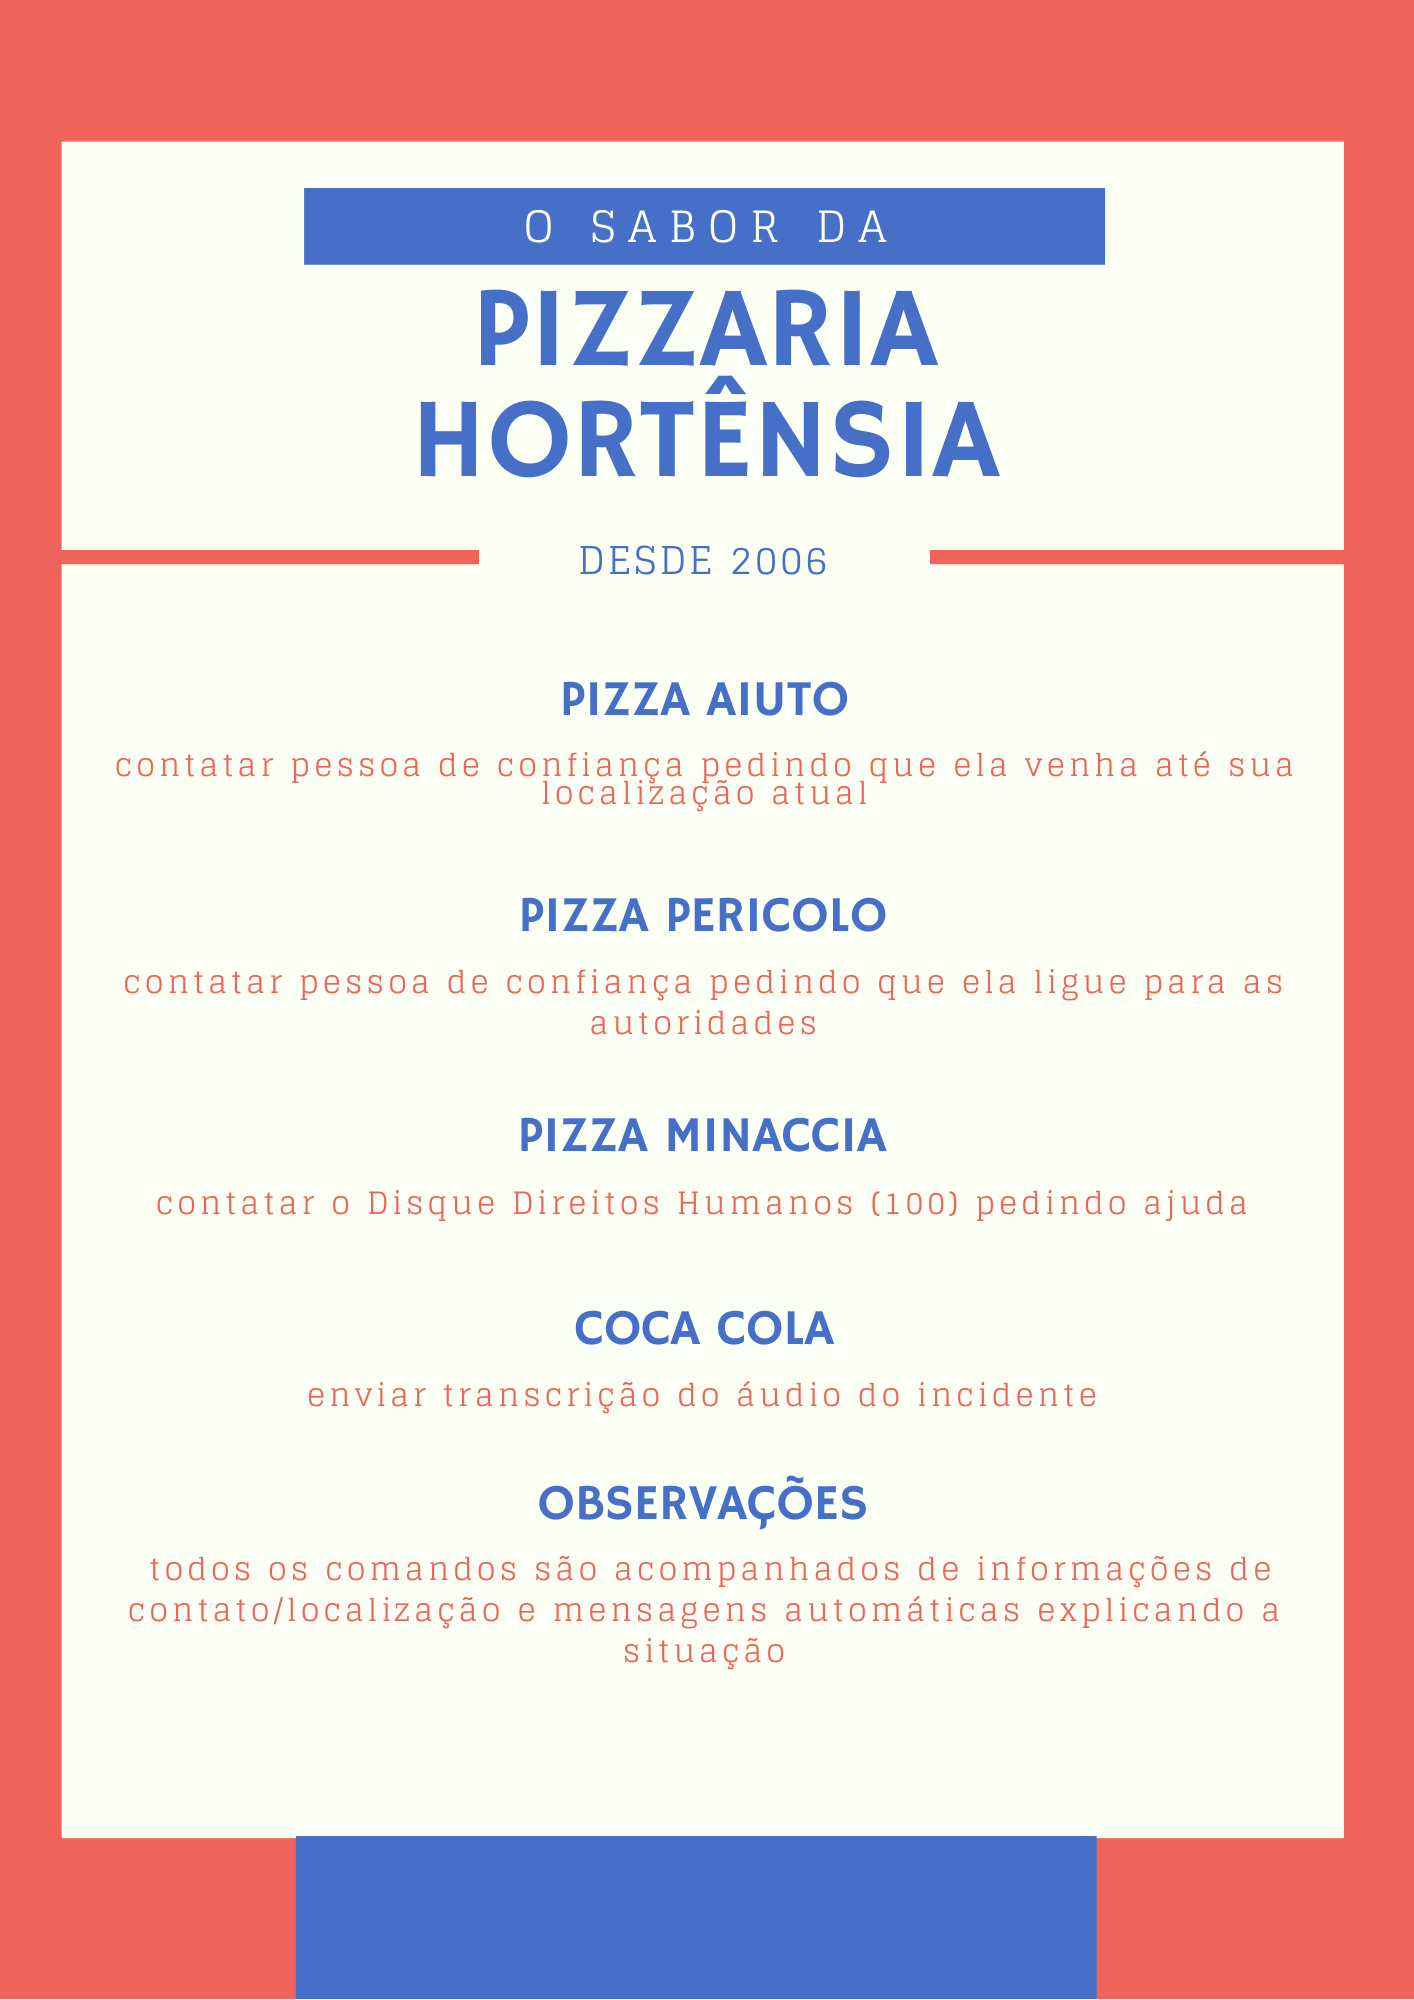 O SABOR DA
PIZZARIA
HORTÊNSIA
DESDE 2006
PIZZA AIUTO
contatar pessoa de confiança pedindo que ela venha até sua
localização atual
PIZZA PERICOLO
contatar pessoa de confiança pedindo que ela ligue para as
autoridades
PIZZA MINACCIA
contatar o Disque Direitos Humanos (100) pedindo ajuda
COCA COLA
enviar transcrição do áudio do incidente
OBSERVAÇÕES
todos os comandos são acompanhados de informações de
contato/localização e mensagens automáticas explicando a
situação